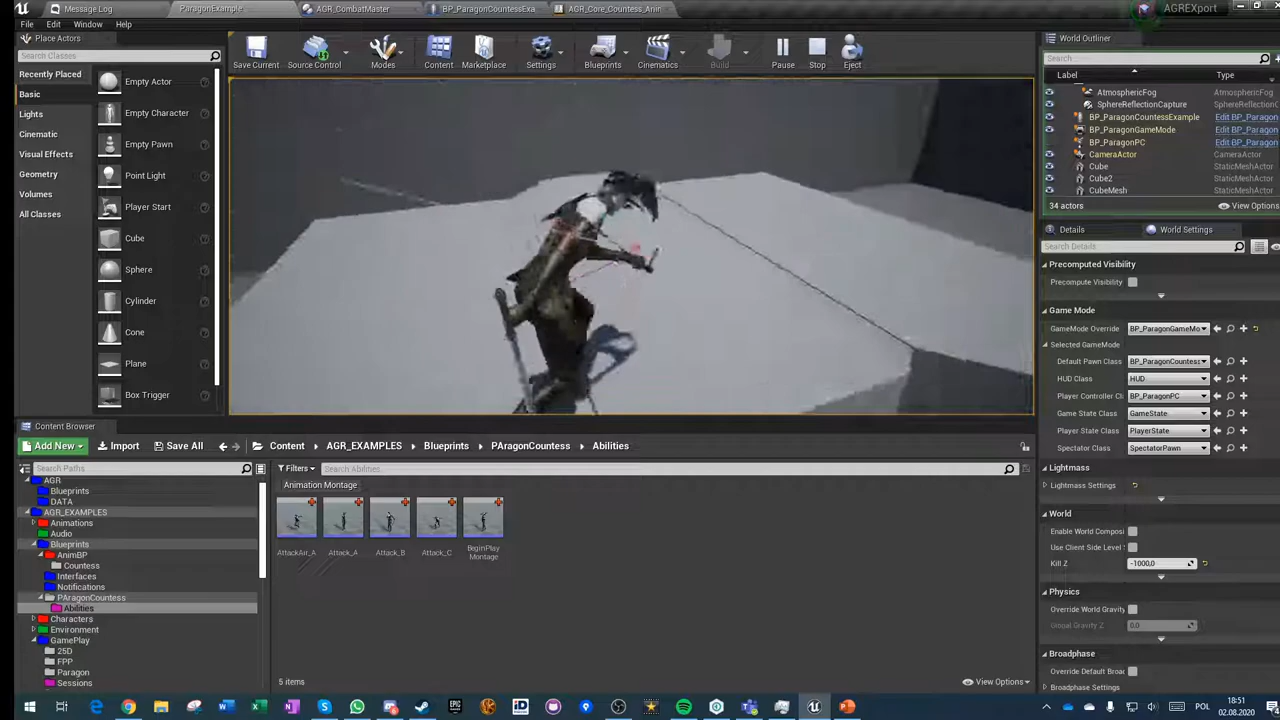 Message Log
ParagonExample
AGR_CombatMaster
BP_ParagonCountessExa
AGR_Core_Countess_Anin
AGREXport
File Edit Window Help
Place Actors
Search Classes
Recently Placed
Basic
Lights
Cinematic
Visual Effects
Geometry
Volumes
All Classes
Empty Actor
Empty Character
Empty Pawn
Point Light
Player Start
Cube
Sphere
Cylinder
Cone
Plane
Box Trigger
Save Current
Source Control
Modes
Content
Marketplace
Settings
Blueprints
Cinematics
Build
Pause
Stop
Eject
World Outliner
Search...
Label Type
AtmosphericFog AtmosphericFog
SphereReflectionCapture SphereReflectionC
BP_ParagonCountessExample Edit BP_Paragon
BP_ParagonGameMode Edit BP_Paragon
BP_ParagonPC Edit BP_Paragon
CameraActor CameraActor
Cube StaticMeshActor
Cube2 StaticMeshActor
CubeMesh StaticMeshActor
34 actors View Options
Details World Settings
Search Details
Precomputed Visibility
Precompute Visibility
Game Mode
GameMode Override BP_ParagonGameMo
Selected GameMode
Default Pawn Class BP_ParagonCountess
HUD Class HUD
Player Controller Cl BP_ParagonPC
Game State Class GameState
Player State Class PlayerState
Spectator Class SpectatorPawn
Lightmass
Lightmass Settings
World
Enable World Composi
Use Client Side Level S
Kill Z -1000,0
Physics
Override World Gravity
Global Gravity Z 0.0
Broadphase
Override Default Broad
Broadphase Settings
Content Browser
Add New Import Save All Content AGR_EXAMPLES Blueprints PAragonCountess Abilities
Search Paths
Filters Search Abilities
Animation Montage
AGR
Blueprints
DATA
AGR_EXAMPLES
Animations
Audio
Blueprints
AnimBP
Countess
Interfaces
Notifications
PAragonCountess
Abilities
Characters
Environment
GamePlay
25D
FPP
Paragon
Sessions
AttackAir_A
Attack_A
Attack_B
Attack_C
BeginPlay
Montage
5 items View Options
EPIC
GAMES
iD
POL
18:51
02.08.2020